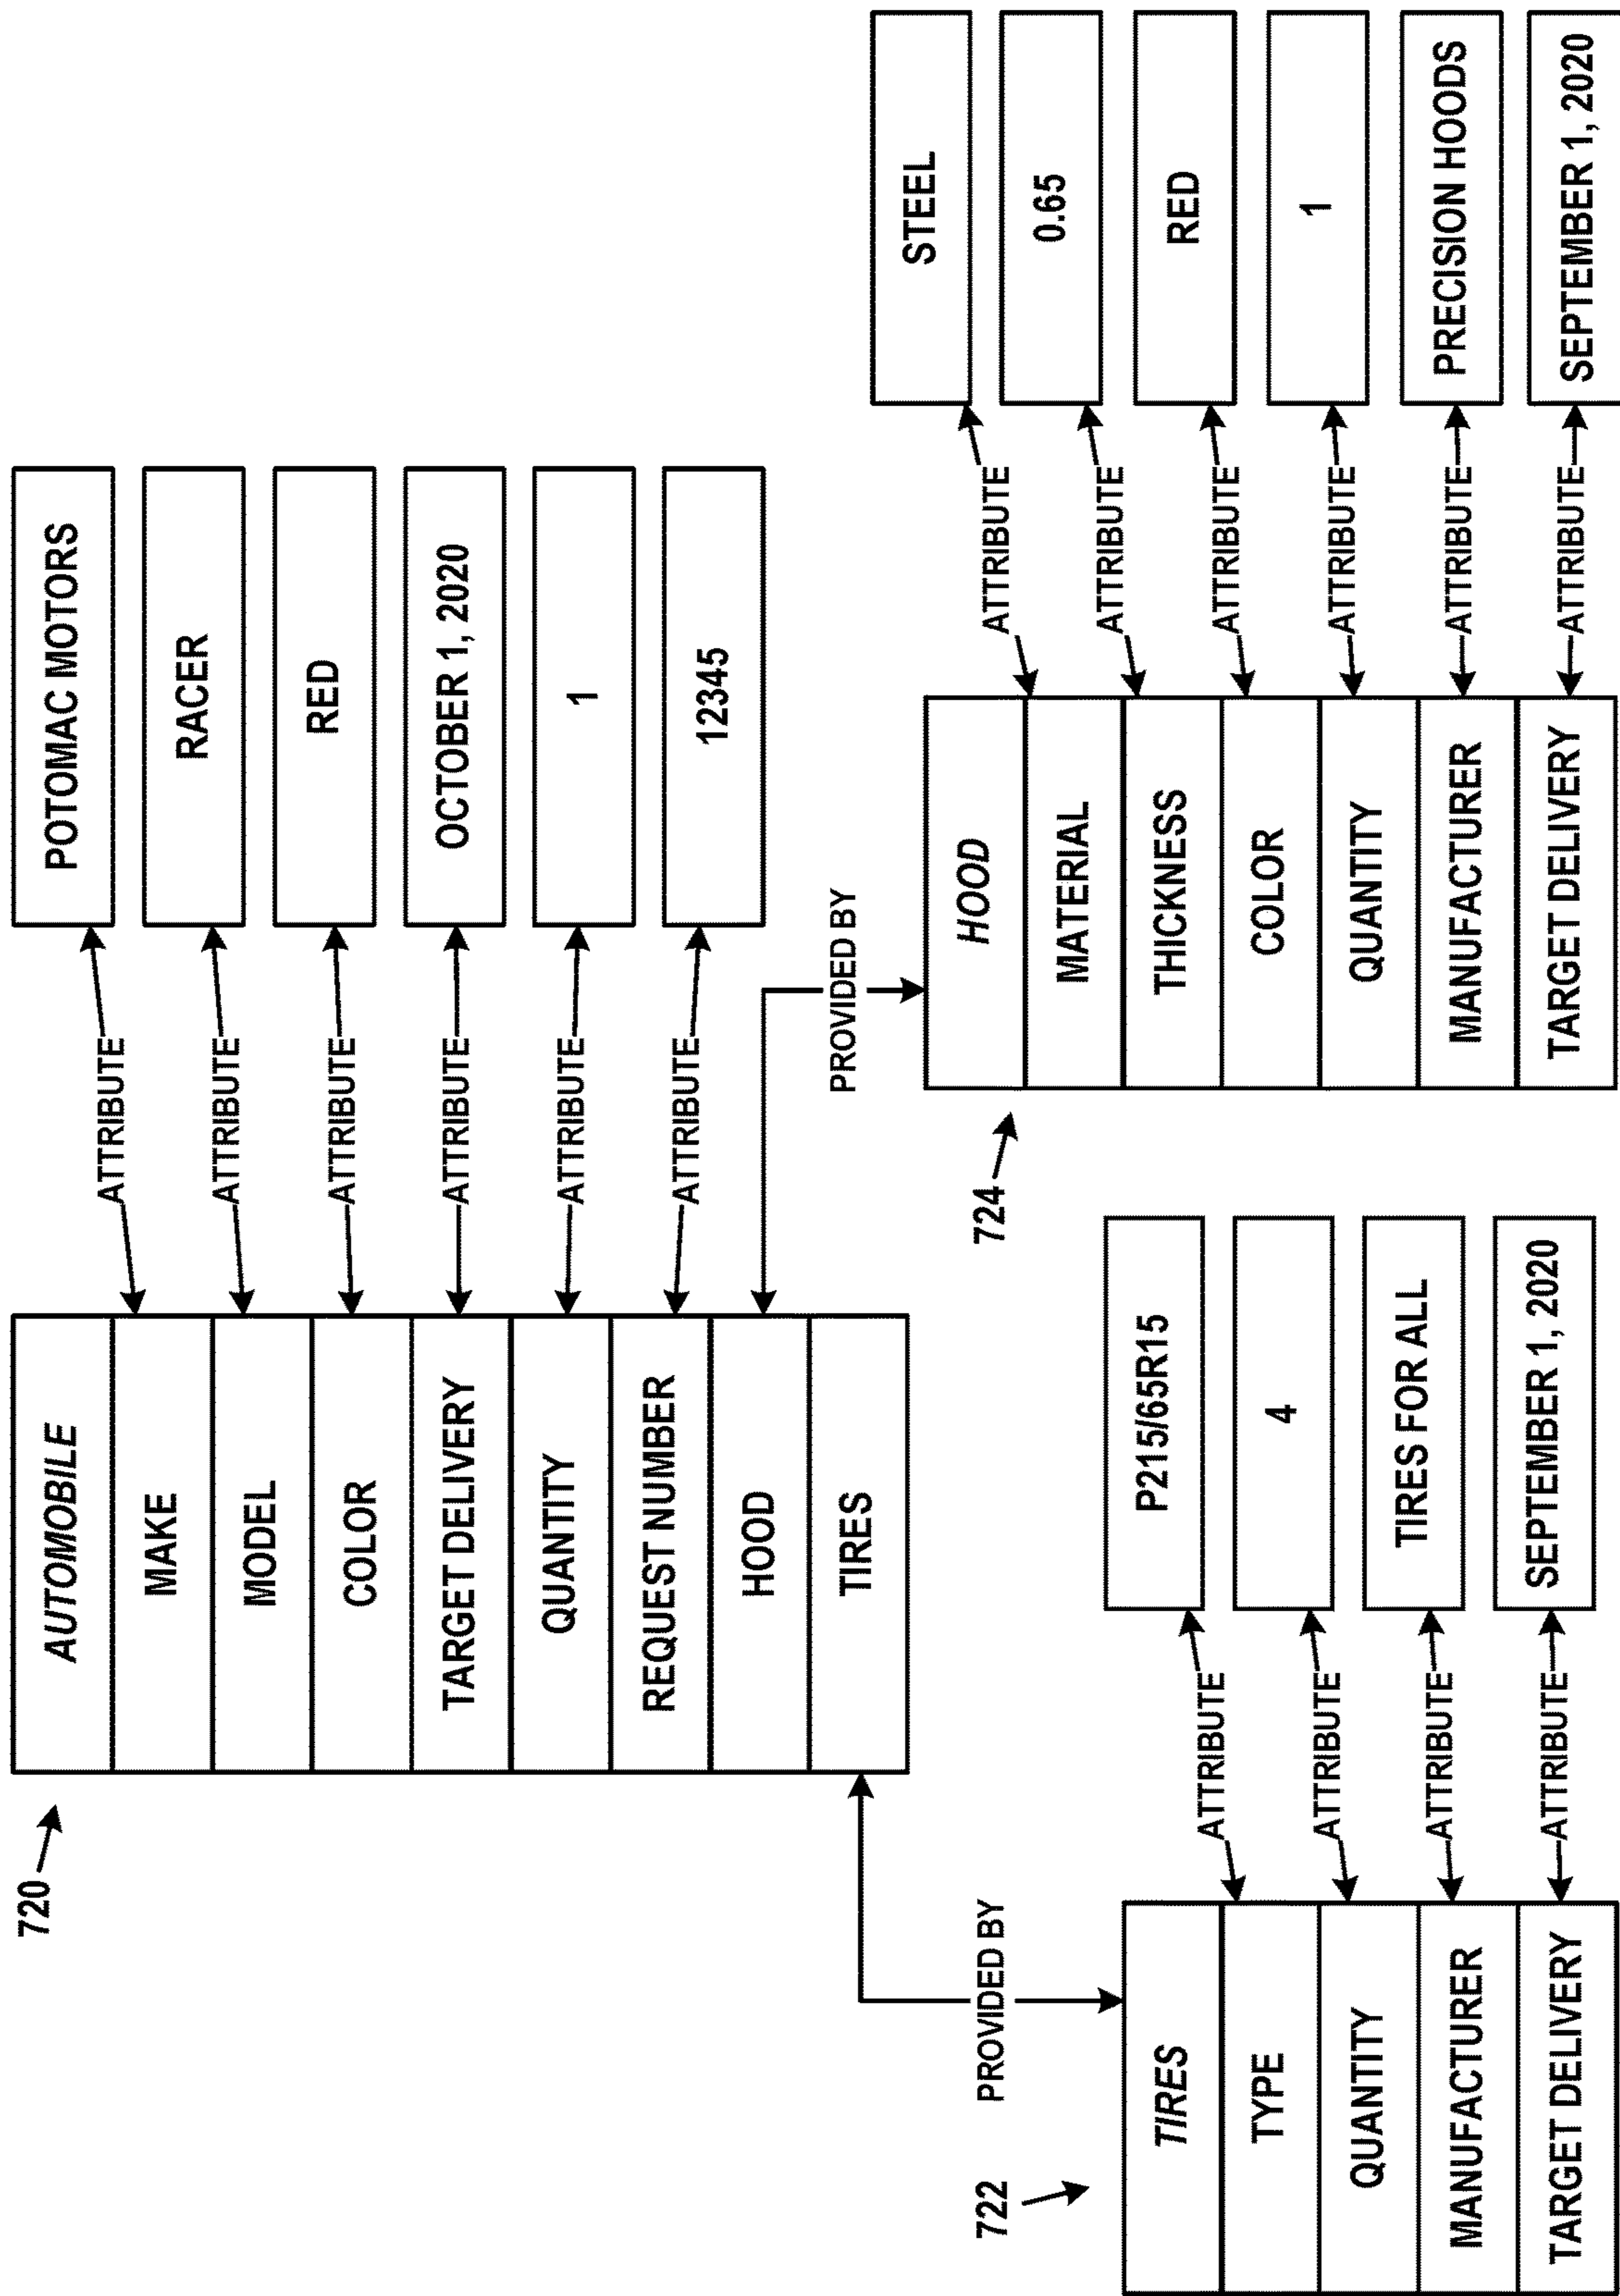 720
AUTOMOBILE
MAKE
ATTRIBUTE
POTOMAC MOTORS
MODEL
ATTRIBUTE
RACER
COLOR
ATTRIBUTE
RED
TARGET DELIVERY
ATTRIBUTE
OCTOBER 1, 2020
QUANTITY
ATTRIBUTE
1
REQUEST NUMBER
ATTRIBUTE
12345
HOOD
TIRES
PROVIDED BY
PROVIDED BY
722
TIRES
TYPE
ATTRIBUTE
P215/65R15
QUANTITY
ATTRIBUTE
4
MANUFACTURER
ATTRIBUTE
TIRES FOR ALL
TARGET DELIVERY
ATTRIBUTE
SEPTEMBER 1, 2020
724
HOOD
MATERIAL
ATTRIBUTE
STEEL
THICKNESS
ATTRIBUTE
0.65
COLOR
ATTRIBUTE
RED
QUANTITY
ATTRIBUTE
1
MANUFACTURER
ATTRIBUTE
PRECISION HOODS
TARGET DELIVERY
ATTRIBUTE
SEPTEMBER 1, 2020